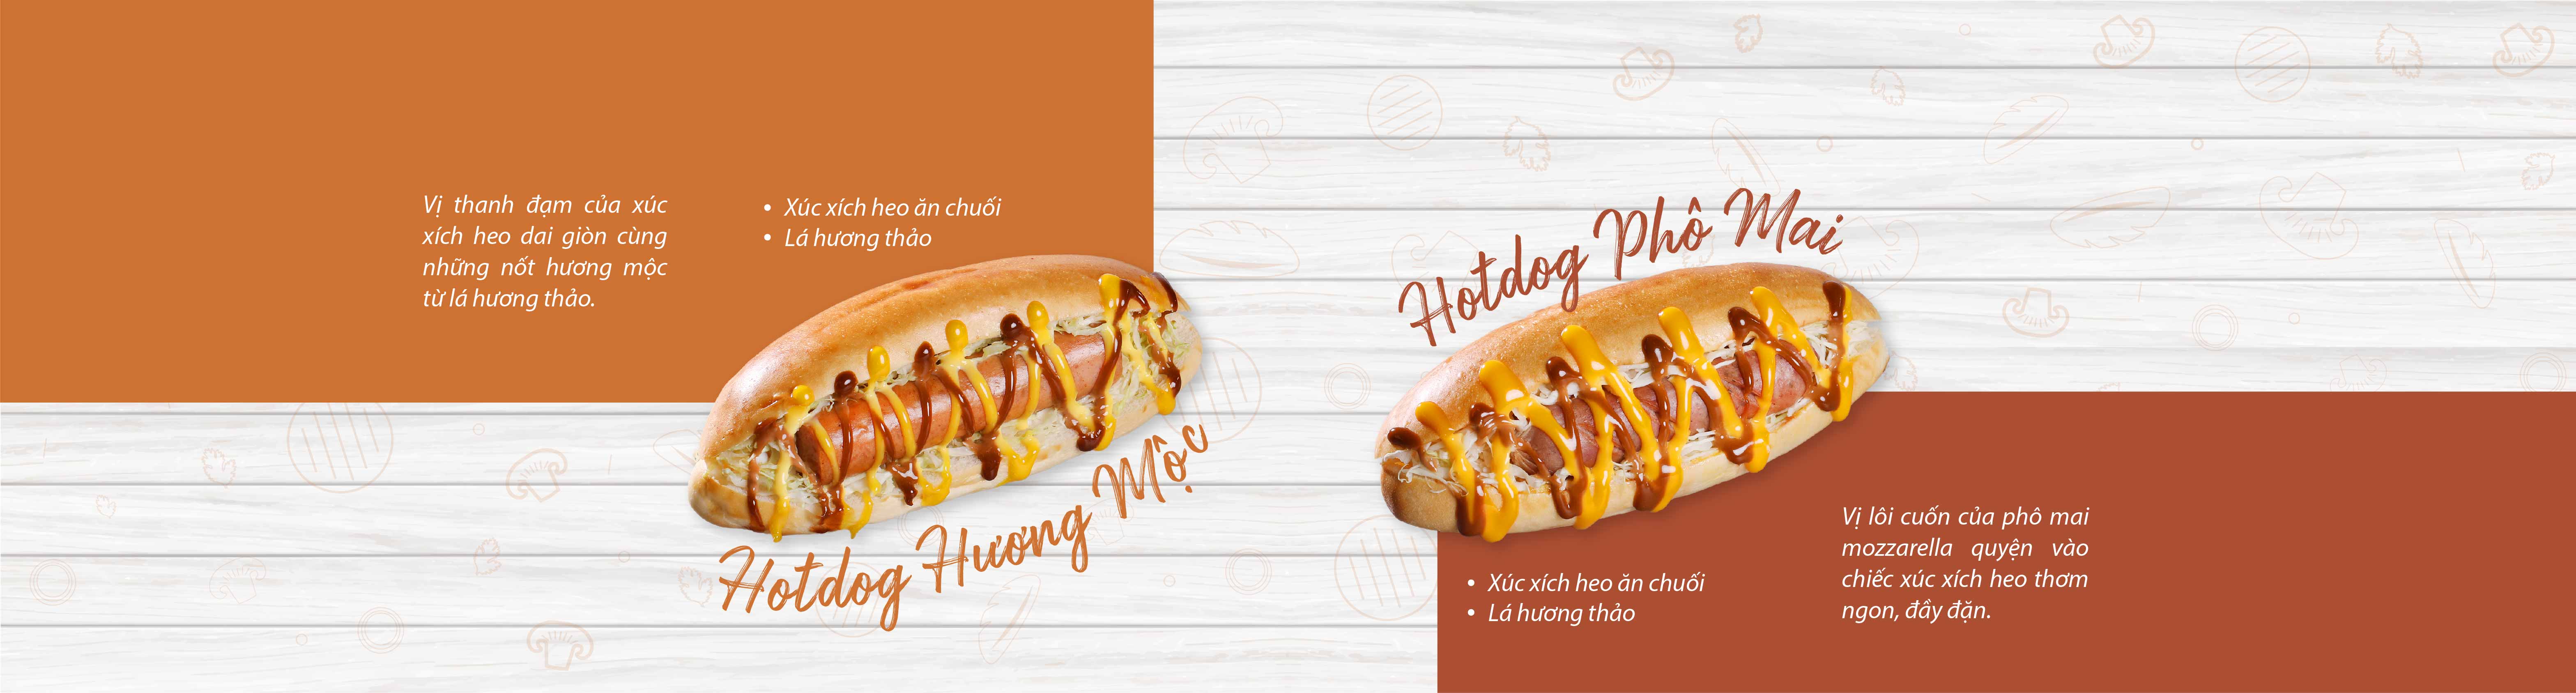 Vị thanh đạm của xúc
xích heo dai giòn cùng
những nốt hương mộc
từ lá hương thảo.
• Xúc xích heo ăn chuối
• Lá hương thảo
Hotdog Hương Mộc
Hotdog Phô Mai
• Xúc xích heo ăn chuối
• Lá hương thảo
Vị lôi cuốn của phô mai
mozzarella quyện vào
chiếc xúc xích heo thơm
ngon, đầy đặn.